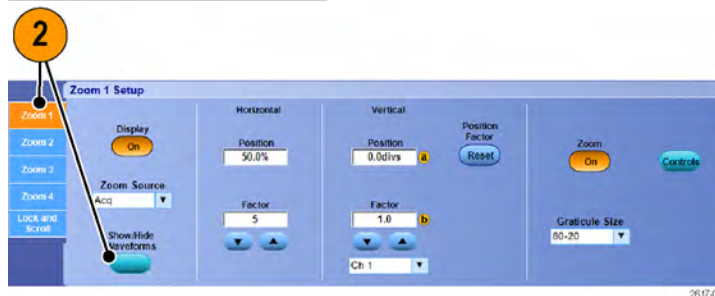 2
Zoom 1 Setup
Zoom 1
Zoom 2
Zoom 3
Zoom 4
Lock and
Scroll
Display
On
Zoom Source
Acq
Show/Hide
Waveforms
Horizontal
Position
50.0%
Factor
5
Vertical
Position
0.0divs
a
Factor
1.0
b
Ch 1
Position
Factor
Reset
Zoom
On
Graticule Size
80-20
Controls